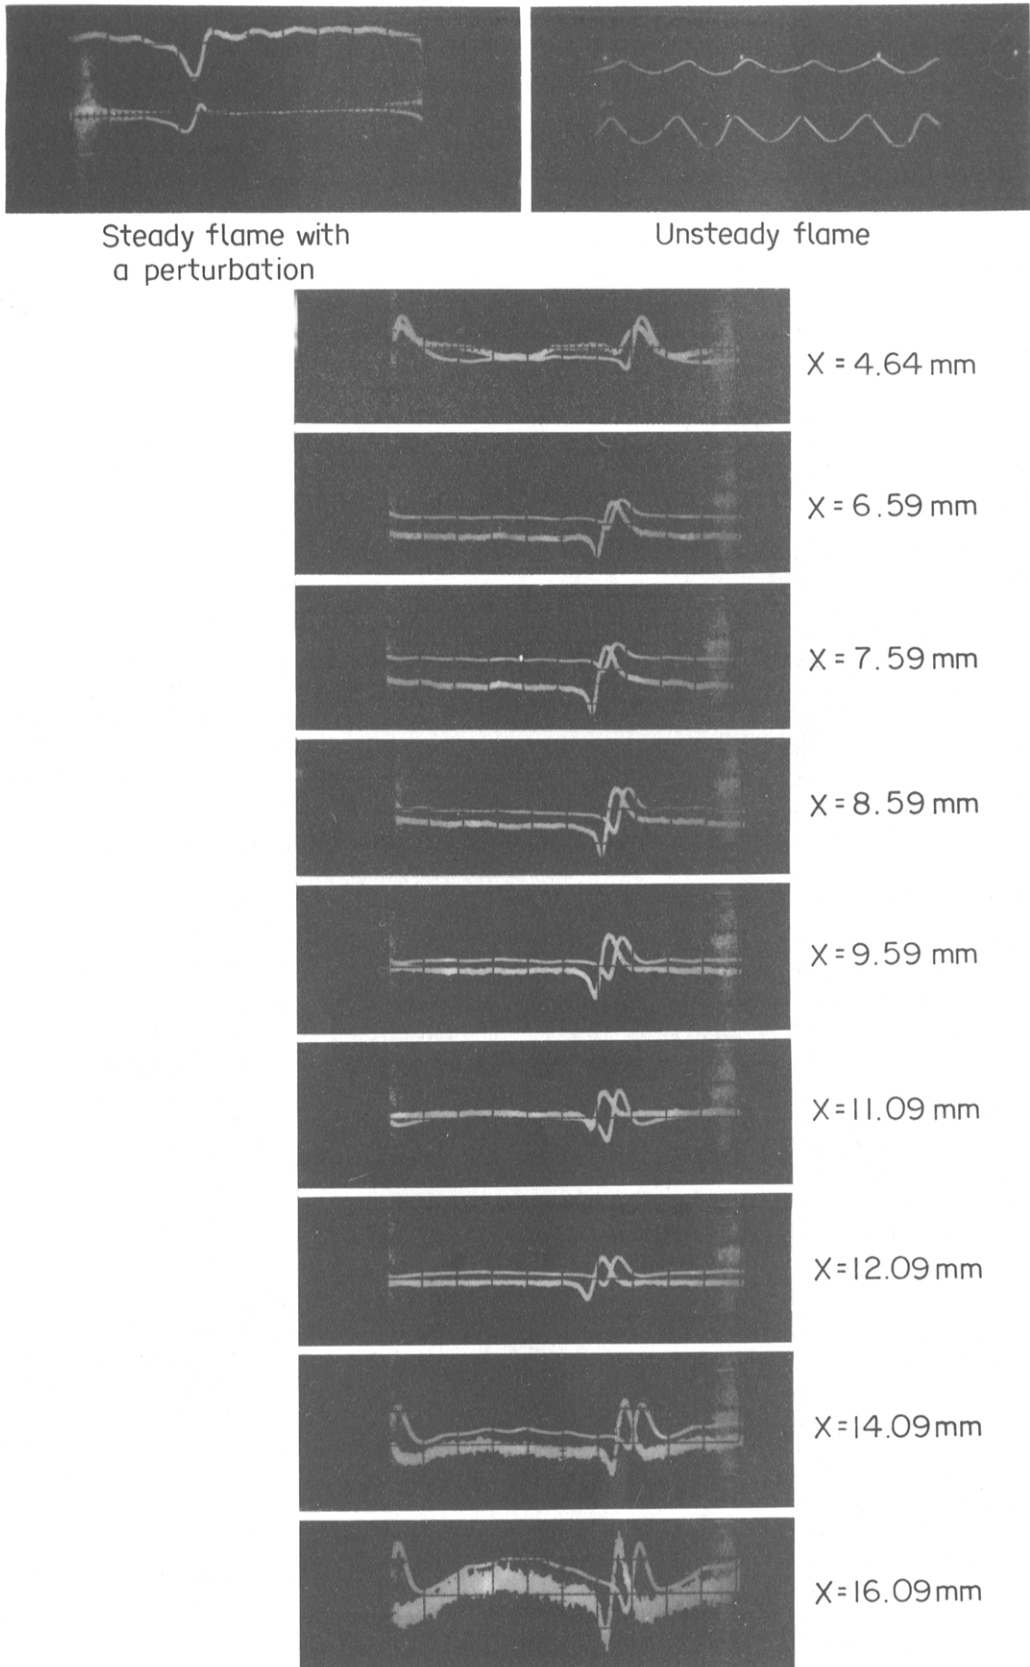 Steady flame with
a perturbation
Unsteady flame
X = 4.64 mm
X = 6.59 mm
X = 7.59 mm
X = 8.59 mm
X = 9.59 mm
X = 11.09 mm
X = 12.09 mm
X = 14.09 mm
X = 16.09 mm